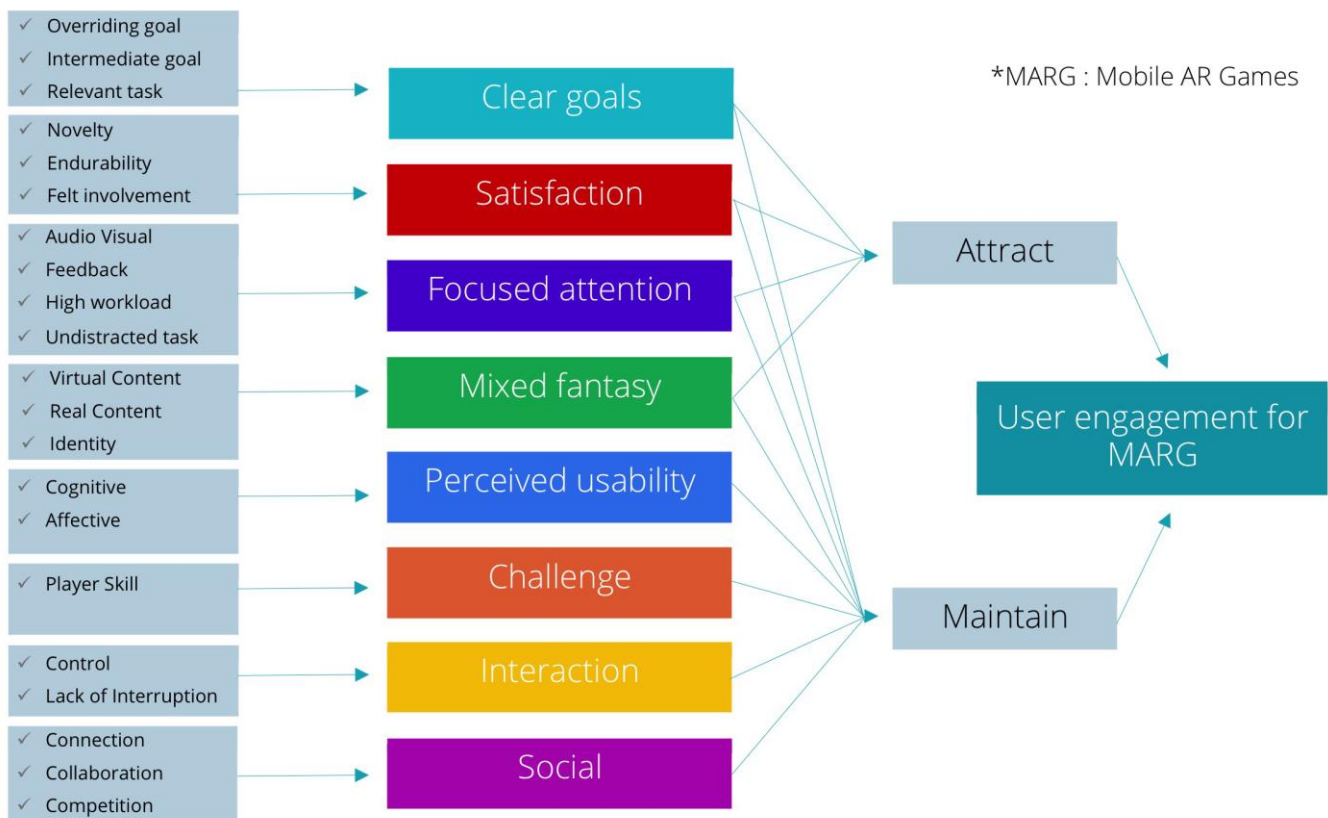 Overriding goal
Intermediate goal
Relevant task
Novelty
Endurability
Felt involvement
Audio Visual
Feedback
High workload
Undistracted task
Virtual Content
Real Content
Identity
Cognitive
Affective
Player Skill
Control
Lack of Interruption
Connection
Collaboration
Competition
Clear goals
Satisfaction
Focused attention
Mixed fantasy
Perceived usability
Challenge
Interaction
Social
*MARG : Mobile AR Games
Attract
Maintain
User engagement for
MARG